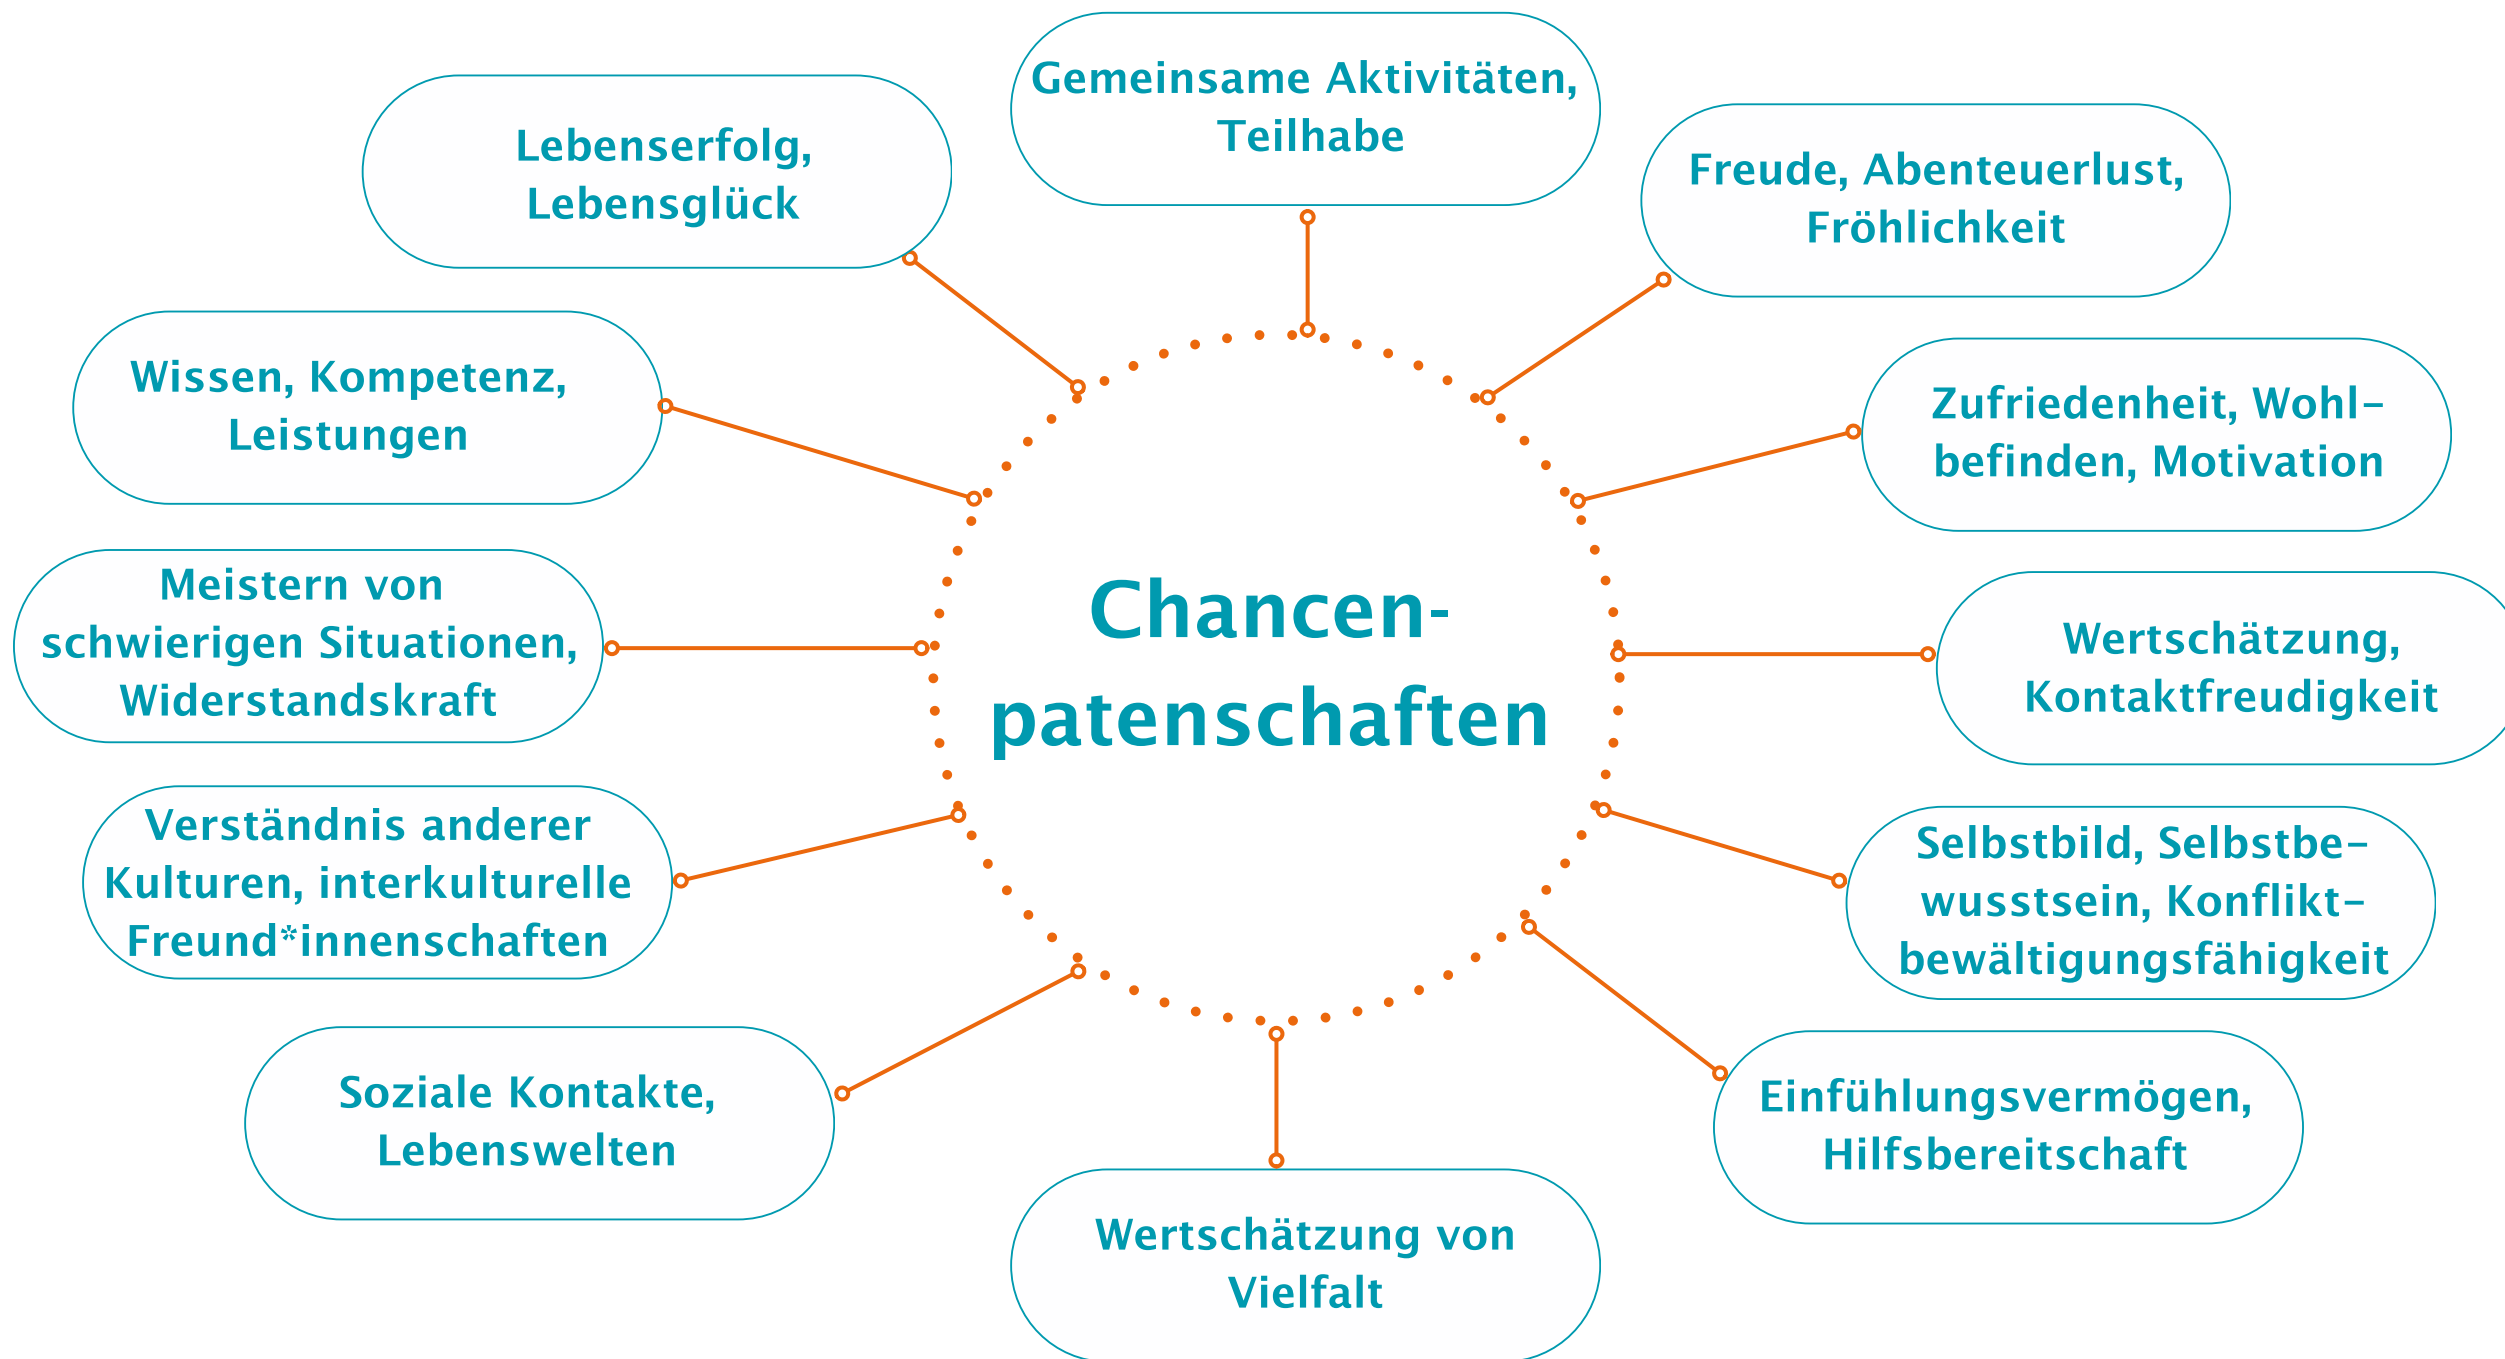 Gemeinsame Aktivitäten,
Teilhabe
Lebenserfolg,
Lebensglück
Freude, Abenteuerlust,
Fröhlichkeit
Wissen, Kompetenz,
Leistungen
Zufriedenheit, Wohl–
befinden, Motivation
Meistern von
schwierigen Situationen,
Widerstandskraft
Chancen-
patenschaften
Wertschätzung,
Kontaktfreudigkeit
Verständnis anderer
Kulturen, interkulturelle
Freund*innenschaften
Selbstbild, Selbstbe–
wusstsein, Konflikt–
bewältigungsfähigkeit
Soziale Kontakte,
Lebenswelten
Einfühlungsvermögen,
Hilfsbereitschaft
Wertschätzung von
Vielfalt